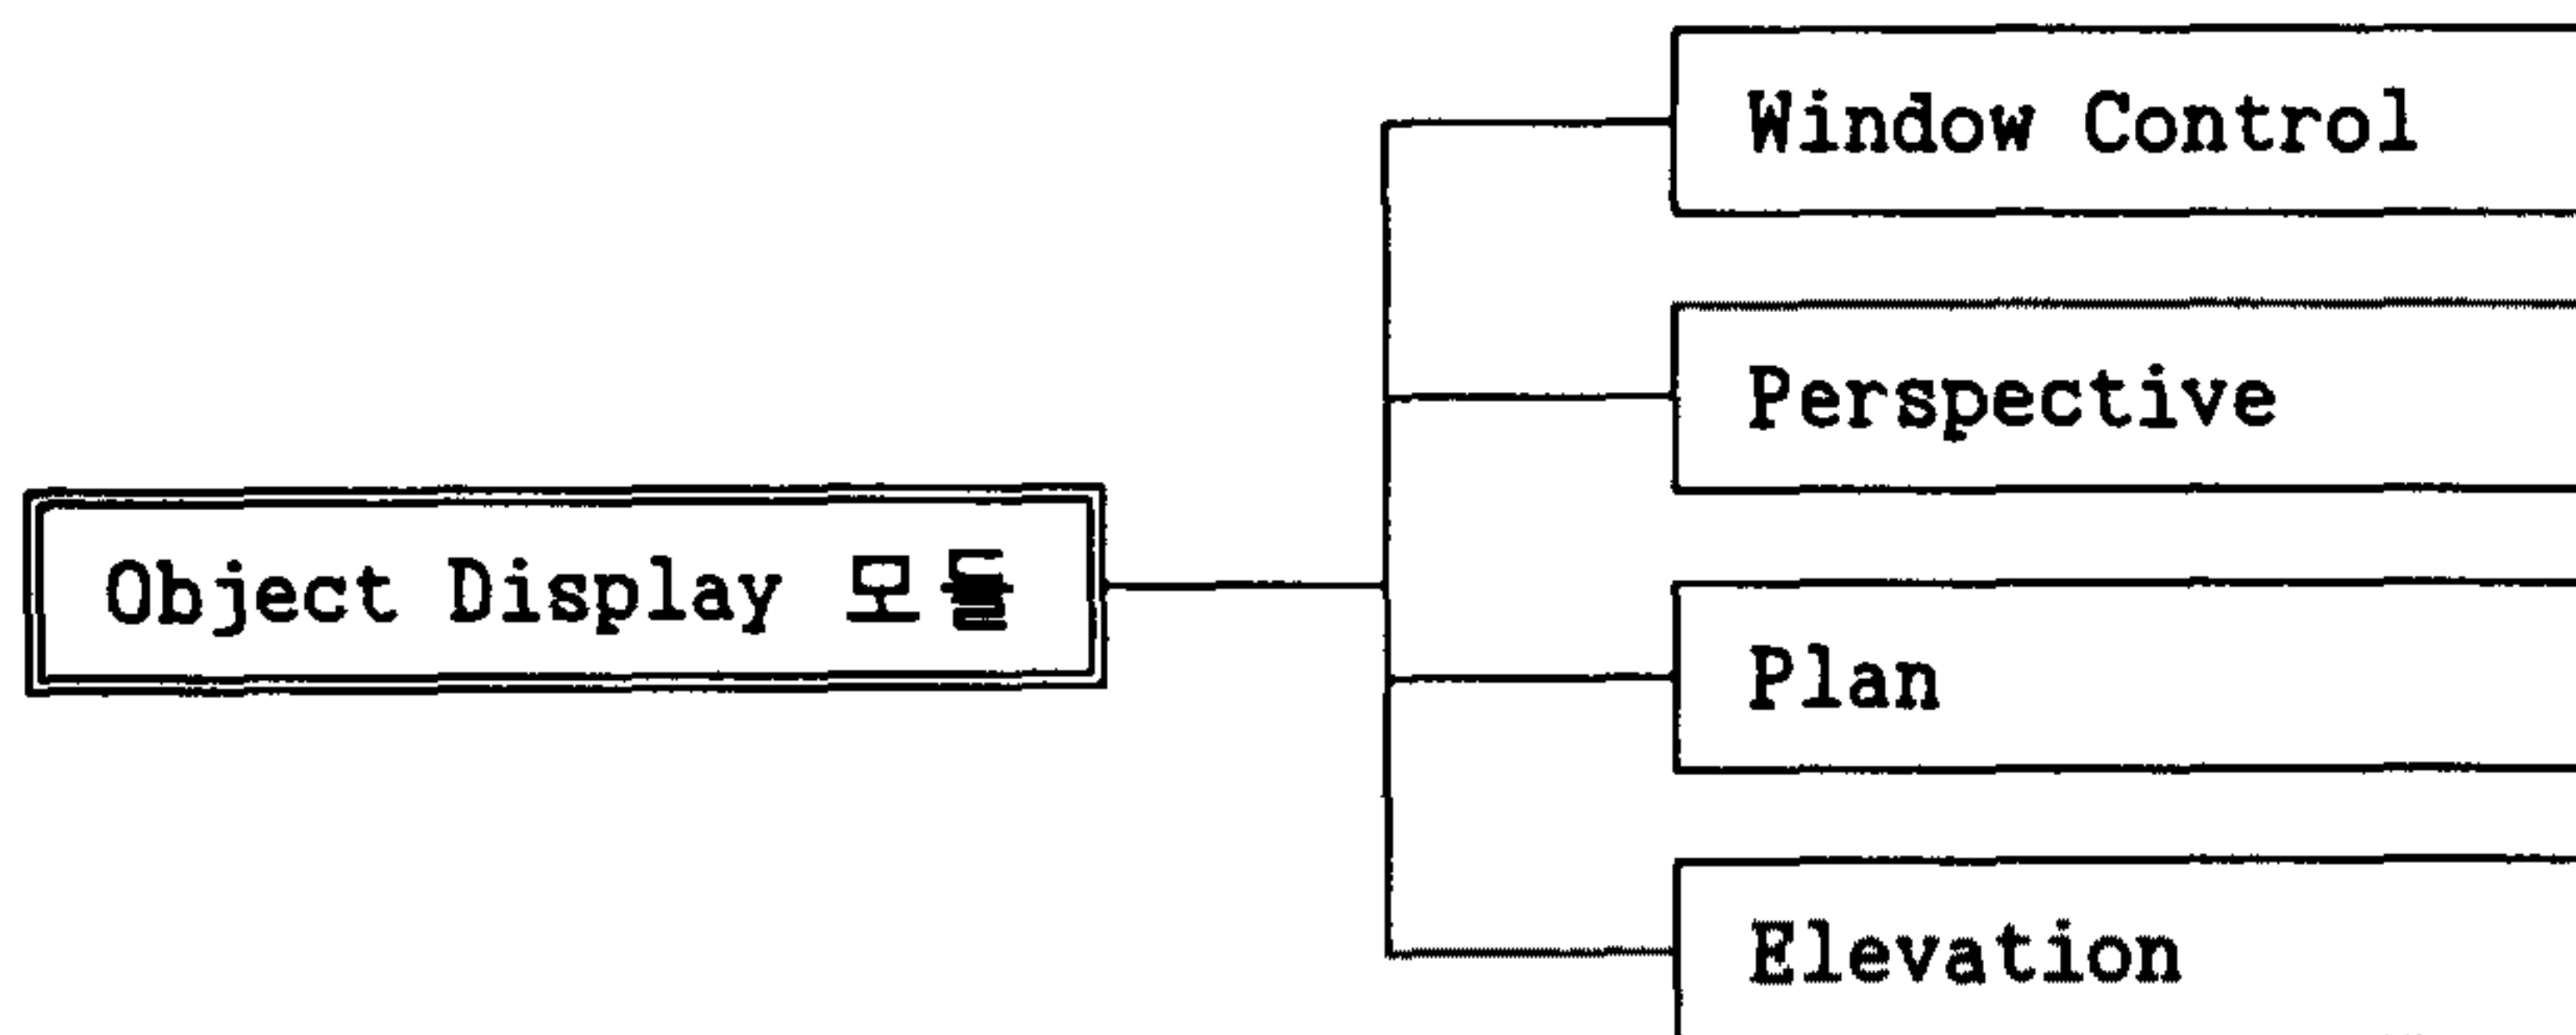 Window Control
Perspective
Object Display 모듈
Plan
Elevation